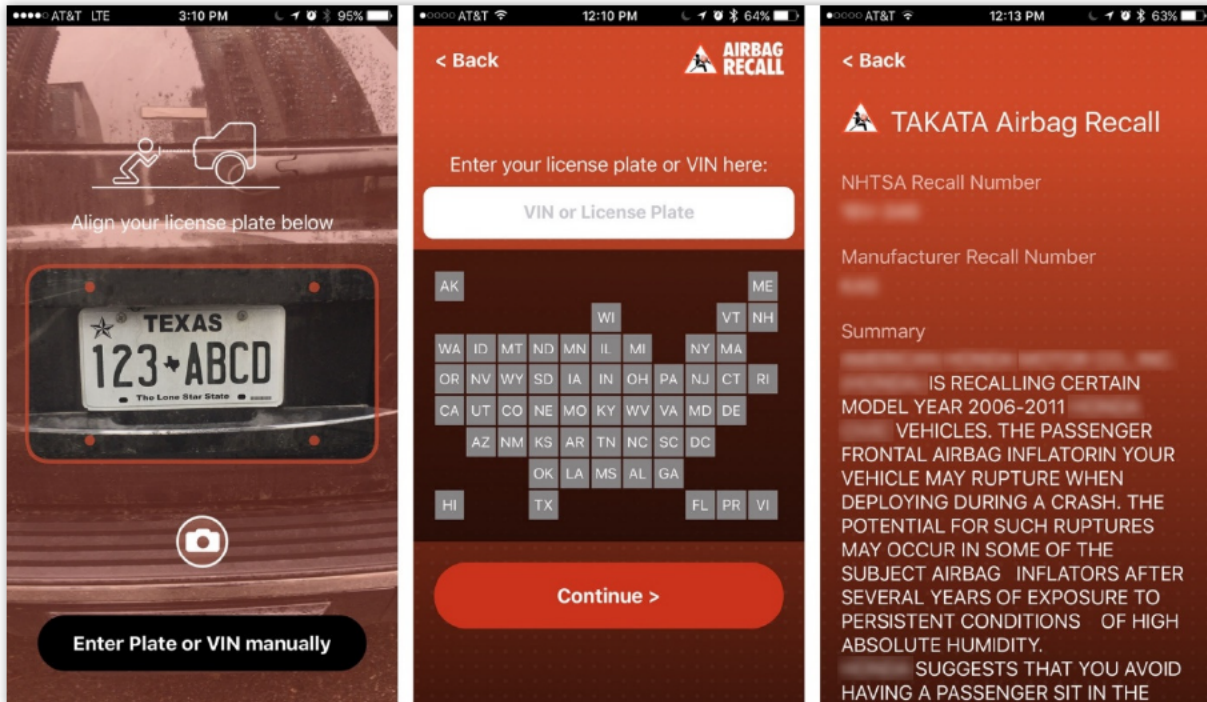 AT&T LTE
3:10 PM
95%
Align your license plate below
TEXAS
123 ABCD
The Lone Star State
Enter Plate or VIN manually
AT&T
12:10 PM
64%
< Back
AIRBAG
RECALL
Enter your license plate or VIN here:
VIN or License Plate
AK ME
WI VT NH
WA ID MT ND MN IL MI NY MA
OR NV WY SD IA IN OH PA NJ CT RI
CA UT CO NE MO KY WV VA MD DE
AZ NM KS AR TN NC SC DC
OK LA MS AL GA
HI TX FL PR VI
Continue >
AT&T
12:13 PM
63%
< Back
TAKATA Airbag Recall
NHTSA Recall Number
Manufacturer Recall Number
Summary
IS RECALLING CERTAIN
MODEL YEAR 2006-2011
VEHICLES. THE PASSENGER
FRONTAL AIRBAG INFLATORIN YOUR
VEHICLE MAY RUPTURE WHEN
DEPLOYING DURING A CRASH. THE
POTENTIAL FOR SUCH RUPTURES
MAY OCCUR IN SOME OF THE
SUBJECT AIRBAG INFLATORS AFTER
SEVERAL YEARS OF EXPOSURE TO
PERSISTENT CONDITIONS OF HIGH
ABSOLUTE HUMIDITY.
SUGGESTS THAT YOU AVOID
HAVING A PASSENGER SIT IN THE